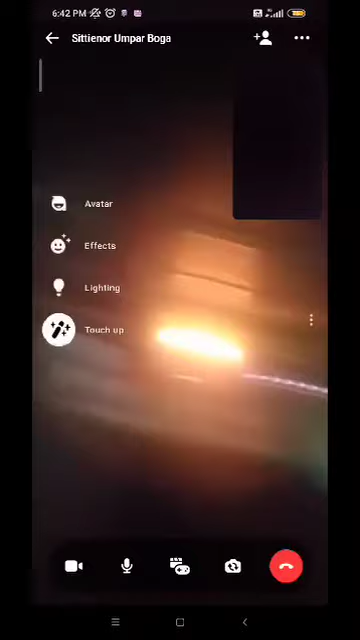 6:42 PM
Sittienor Umpar Boga
Avatar
Effects
Lighting
Touch up